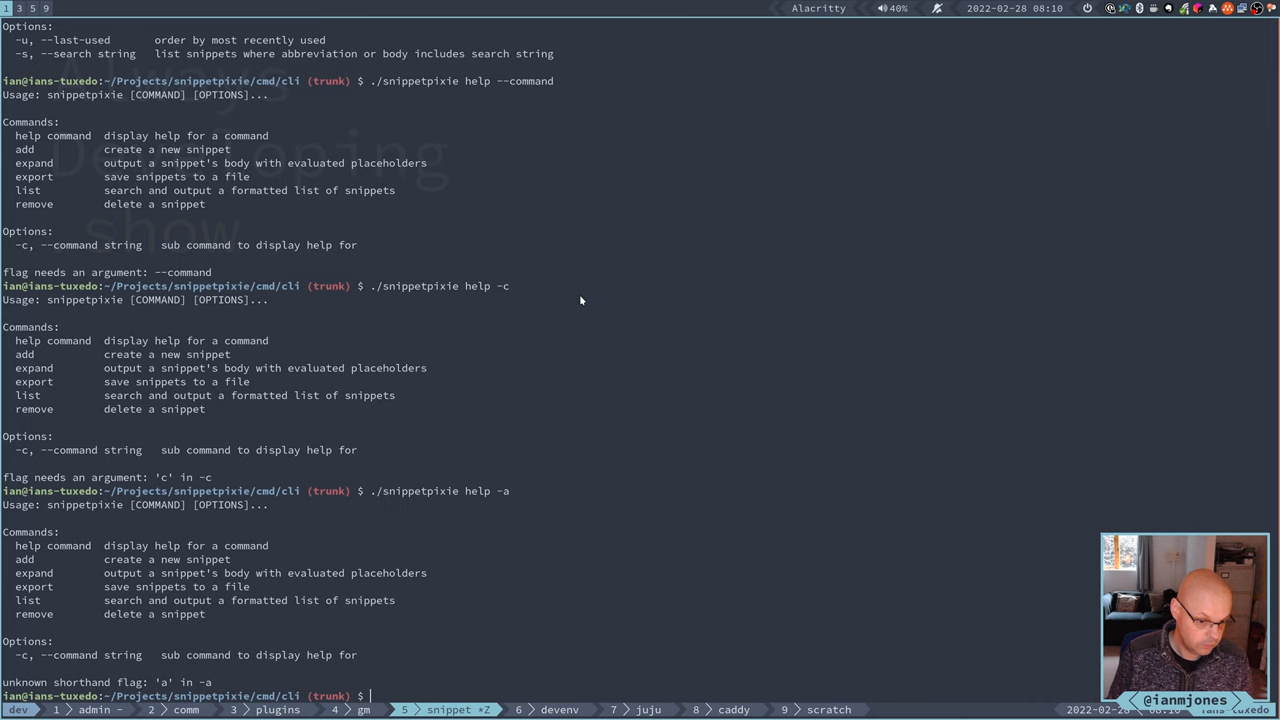 1 3 5 9 Alacritty 40% 2022-02-28 08:10
Options:
-u, --last-used order by most recently used
-s, --search string list snippets where abbreviation or body includes search string
ian@ians-tuxedo:~/Projects/snippetpixie/cmd/cli (trunk) $ ./snippetpixie help --command
Usage: snippetpixie [COMMAND] [OPTIONS]...
Commands:
help command display help for a command
add create a new snippet
expand output a snippet's body with evaluated placeholders
export save snippets to a file
list search and output a formatted list of snippets
remove delete a snippet
Options:
-c, --command string sub command to display help for
flag needs an argument: --command
ian@ians-tuxedo:~/Projects/snippetpixie/cmd/cli (trunk) $ ./snippetpixie help -c
Usage: snippetpixie [COMMAND] [OPTIONS]...
Commands:
help command display help for a command
add create a new snippet
expand output a snippet's body with evaluated placeholders
export save snippets to a file
list search and output a formatted list of snippets
remove delete a snippet
Options:
-c, --command string sub command to display help for
flag needs an argument: 'c' in -c
ian@ians-tuxedo:~/Projects/snippetpixie/cmd/cli (trunk) $ ./snippetpixie help -a
Usage: snippetpixie [COMMAND] [OPTIONS]...
Commands:
help command display help for a command
add create a new snippet
expand output a snippet's body with evaluated placeholders
export save snippets to a file
list search and output a formatted list of snippets
remove delete a snippet
Options:
-c, --command string sub command to display help for
unknown shorthand flag: 'a' in -a
ian@ians-tuxedo:~/Projects/snippetpixie/cmd/cli (trunk) $
Always
Developing
show
@ianmjones
dev 1 admin - 2 comm 3 plugins 4 gm 5 snippet *Z 6 devenv 7 juju 8 caddy 9 scratch 2022-02-28 tuxedo